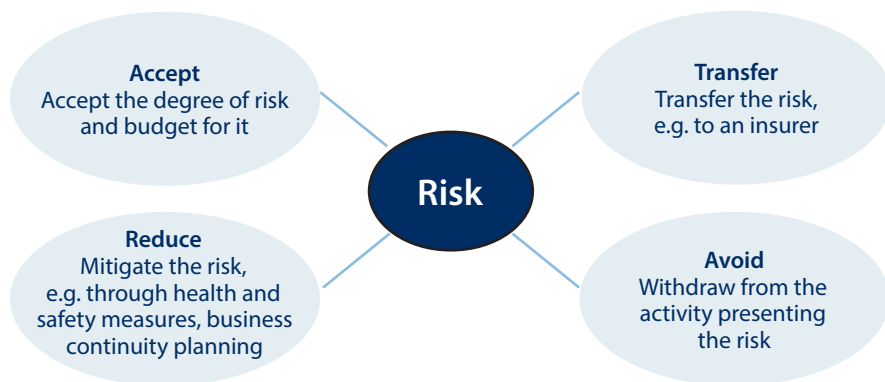 Accept
Accept the degree of risk
and budget for it
Transfer
Transfer the risk,
e.g. to an insurer
Risk
Reduce
Mitigate the risk,
e.g. through health and
safety measures, business
continuity planning
Avoid
Withdraw from the
activity presenting
the risk